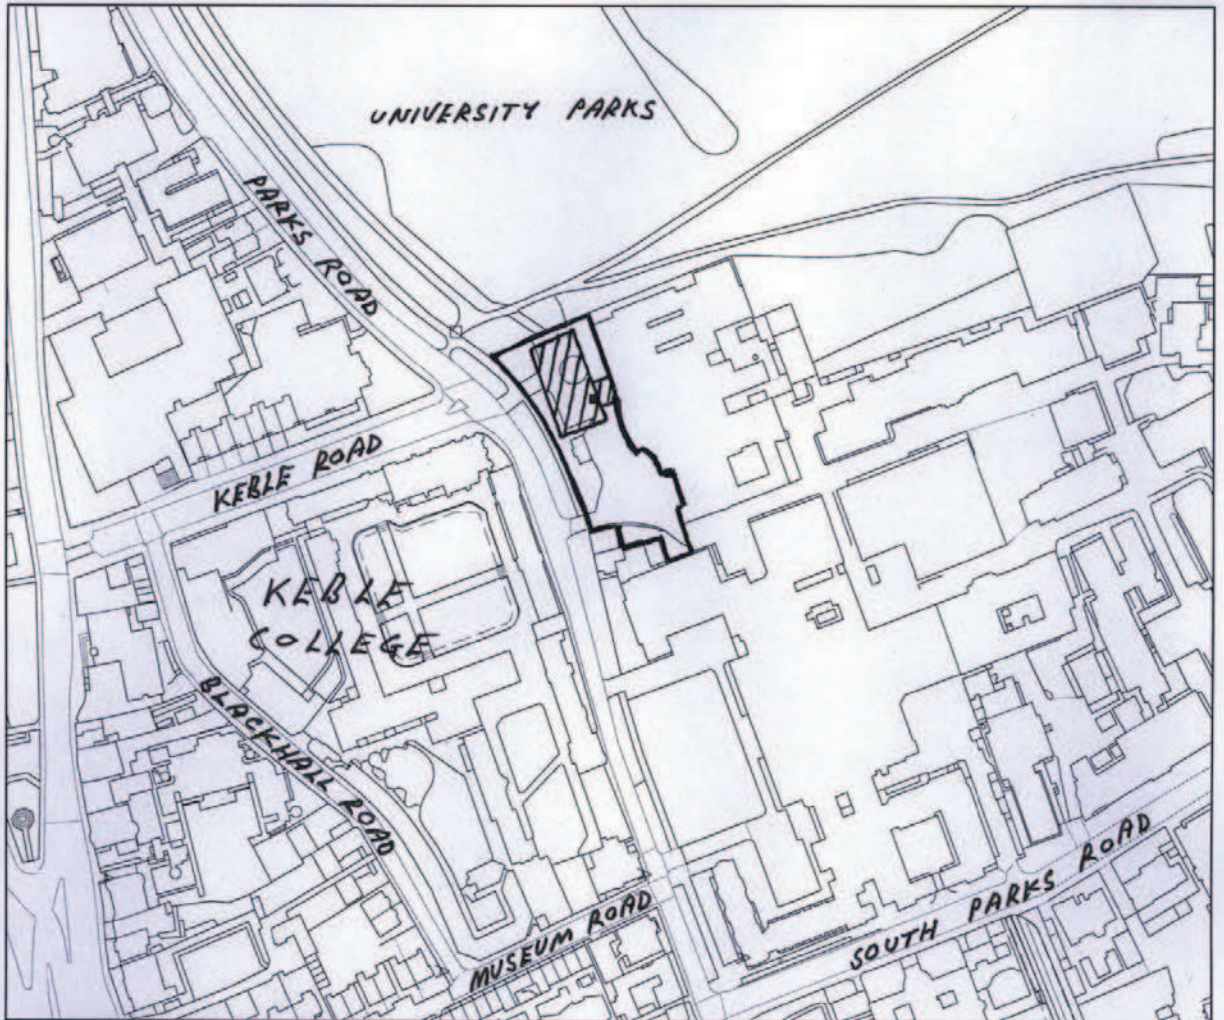 UNIVERSITY PARKS
PARKS ROAD
KEBLE ROAD
KEBLE
COLLEGE
BLACKHALL ROAD
MUSEUM ROAD
SOUTH PARKS ROAD